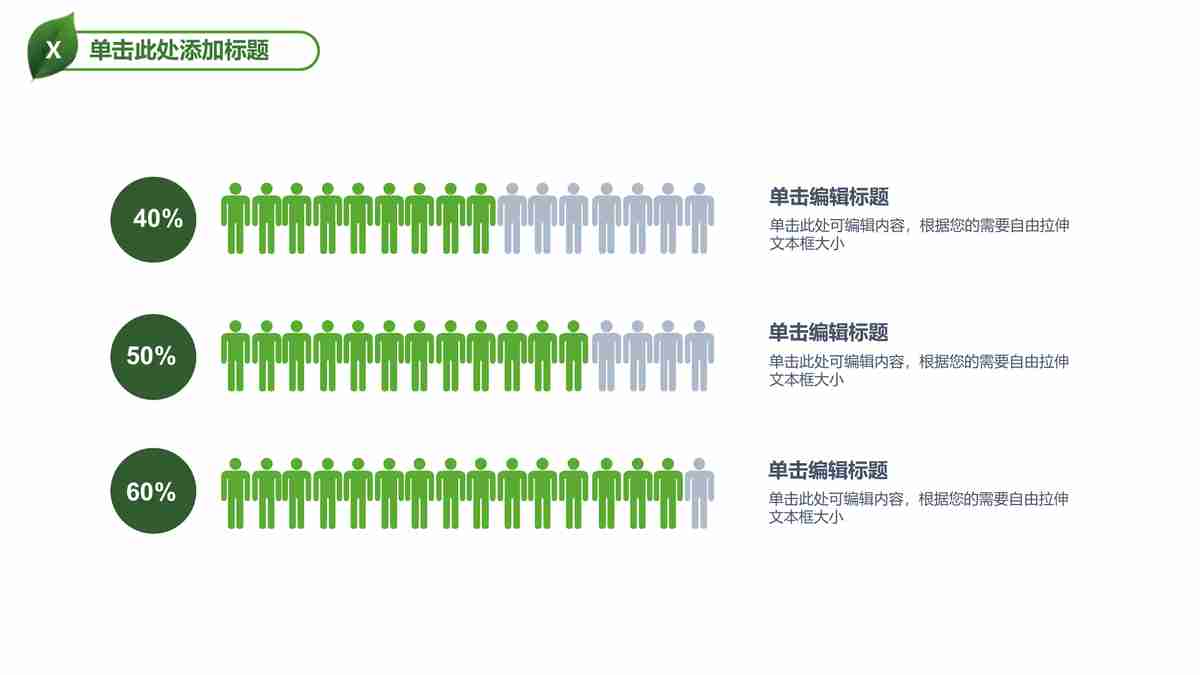 X
单击此处添加标题
40%
单击编辑标题
单击此处可编辑内容，根据您的需要自由拉伸
文本框大小
50%
单击编辑标题
单击此处可编辑内容，根据您的需要自由拉伸
文本框大小
60%
单击编辑标题
单击此处可编辑内容，根据您的需要自由拉伸
文本框大小